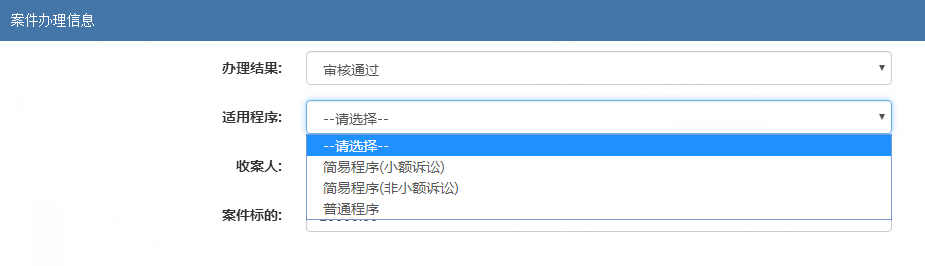 案件办理信息
办理结果: 审核通过
适用程序: --请选择--
--请选择--
收案人: 简易程序(小额诉讼)
简易程序(非小额诉讼)
案件标的: 普通程序